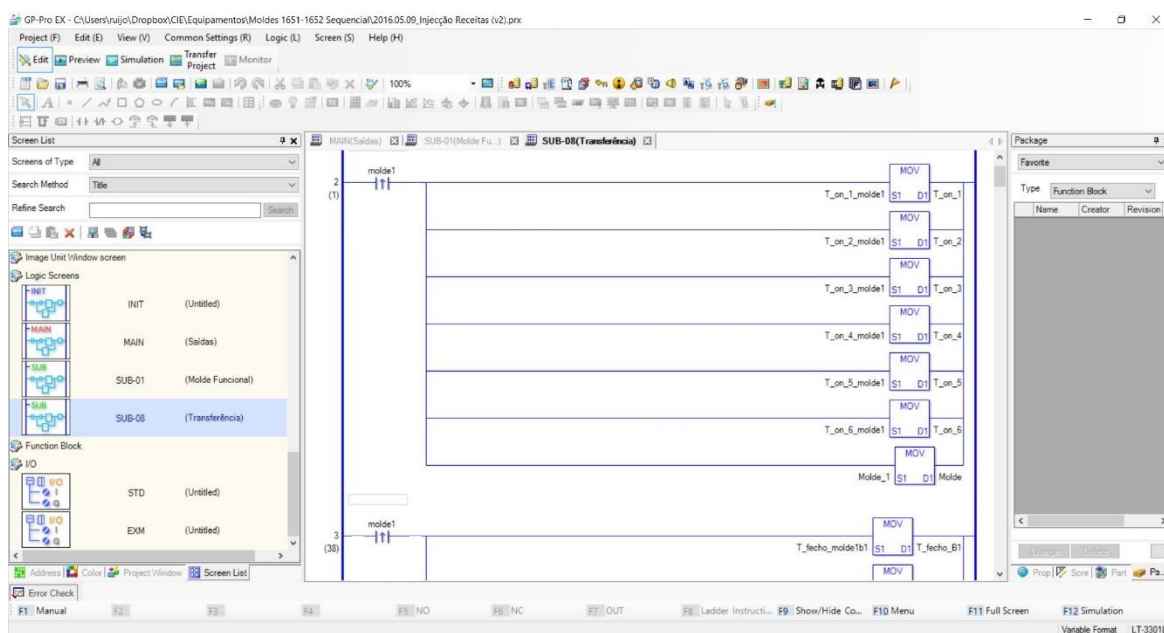 GP-Pro EX - C:\Users\ruijo\Dropbox\CIE\Equipamentos\Moldes 1651-1652 Sequencial\2016.05.09_Injecção Receitas (v2).prx
Project (F) Edit (E) View (V) Common Settings (R) Logic (L) Screen (S) Help (H)
Edit Preview Simulation Transfer Project Monitor
100%
Screen List
MAIN(Saídas) SUB-01(Molde Fu...) SUB-08(Transferência)
Package
Screens of Type All
Favorite
Search Method Title
Type Function Block
Refine Search Search
Name Creator Revision
Image Unit Window screen
Logic Screens
INIT INIT (Untitled)
MAIN MAIN (Saídas)
SUB SUB-01 (Molde Funcional)
SUB SUB-08 (Transferência)
Function Block
I/O
I/O STD (Untitled)
I/O EXM (Untitled)
2
(1)
molde1
MOV
T_on_1_molde1 S1 D1 T_on_1
MOV
T_on_2_molde1 S1 D1 T_on_2
MOV
T_on_3_molde1 S1 D1 T_on_3
MOV
T_on_4_molde1 S1 D1 T_on_4
MOV
T_on_5_molde1 S1 D1 T_on_5
MOV
T_on_6_molde1 S1 D1 T_on_6
MOV
Molde_1 S1 D1 Molde
3
(38)
molde1
MOV
T_fecho_molde1b1 S1 D1 T_fecho_B1
MOV
Change Delete
Address Color Project Window Screen List
Prop Scre Part Pa..
Error Check
F1 Manual F2 F3 F4 F5 NO F6 NC F7 OUT F8 Ladder Instructi... F9 Show/Hide Co... F10 Menu F11 Full Screen F12 Simulation
Variable Format